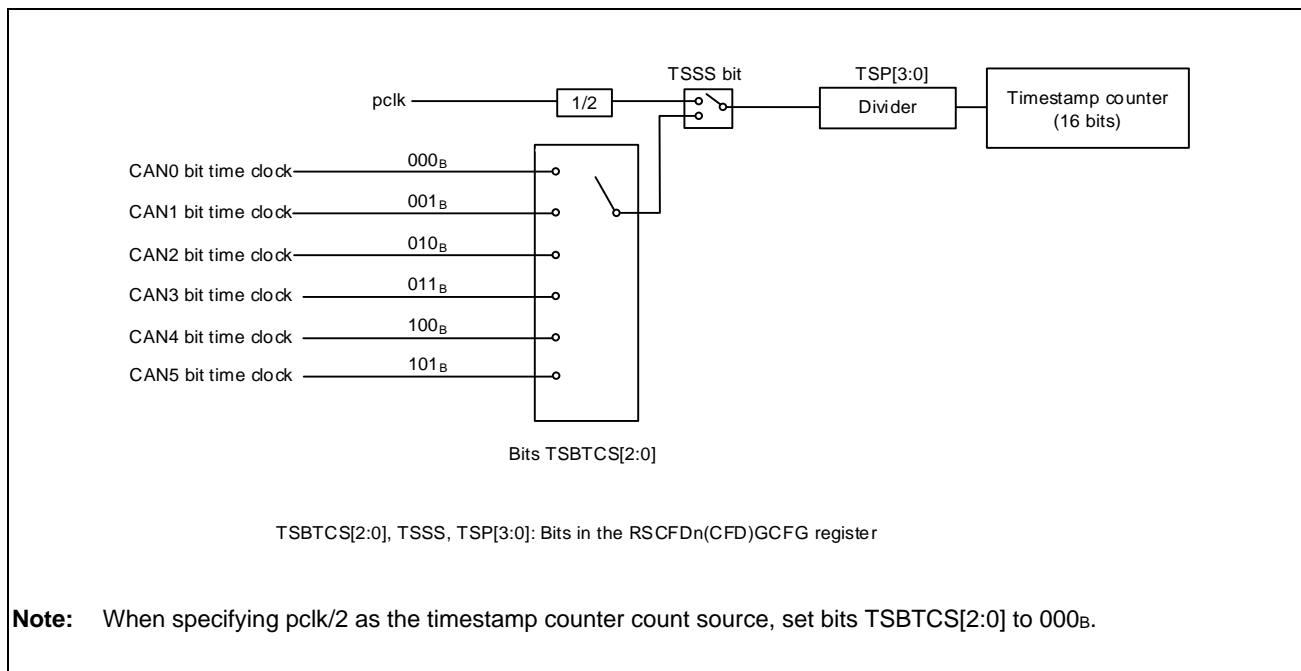 TSSS bit
TSP[3:0]
pclk
1/2
Divider
Timestamp counter
(16 bits)
CAN0 bit time clock
000B
CAN1 bit time clock
001B
CAN2 bit time clock
010B
CAN3 bit time clock
011B
CAN4 bit time clock
100B
CAN5 bit time clock
101B
Bits TSBTCS[2:0]
TSBTCS[2:0], TSSS, TSP[3:0]: Bits in the RSCFDn(CFD)GCFG register
Note: When specifying pclk/2 as the timestamp counter count source, set bits TSBTCS[2:0] to 000B.